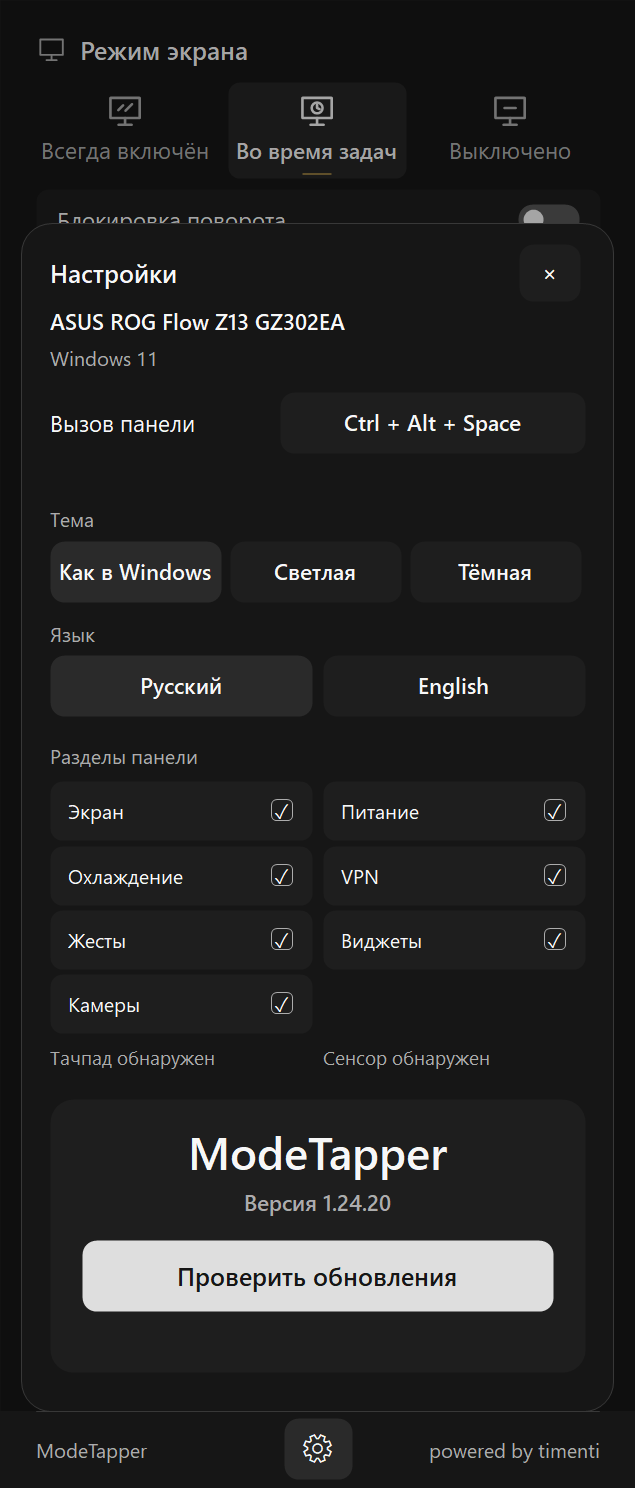 Режим экрана
Всегда включён
Во время задач
Выключено
Блокировка поворота
Настройки
×
ASUS ROG Flow Z13 GZ302EA
Windows 11
Вызов панели
Ctrl + Alt + Space
Тема
Как в Windows
Светлая
Тёмная
Язык
Русский
English
Разделы панели
Экран
Питание
Охлаждение
VPN
Жесты
Виджеты
Камеры
Тачпад обнаружен
Сенсор обнаружен
ModeTapper
Версия 1.24.20
Проверить обновления
ModeTapper
powered by timenti